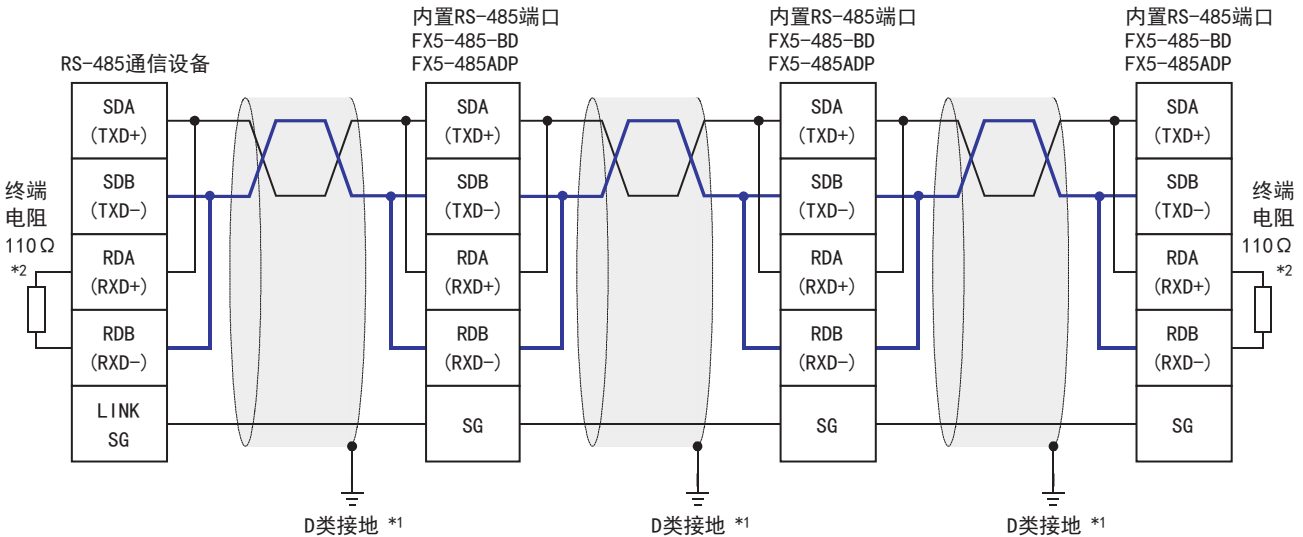 RS-485通信设备
SDA
(TXD+)
SDB
(TXD-)
RDA
(RXD+)
RDB
(RXD-)
LINK
SG
终端
电阻
110Ω
*2
内置RS-485端口
FX5-485-BD
FX5-485ADP
SDA
(TXD+)
SDB
(TXD-)
RDA
(RXD+)
RDB
(RXD-)
SG
内置RS-485端口
FX5-485-BD
FX5-485ADP
SDA
(TXD+)
SDB
(TXD-)
RDA
(RXD+)
RDB
(RXD-)
SG
内置RS-485端口
FX5-485-BD
FX5-485ADP
SDA
(TXD+)
SDB
(TXD-)
RDA
(RXD+)
RDB
(RXD-)
SG
终端
电阻
110Ω
*2
D类接地 *1
D类接地 *1
D类接地 *1